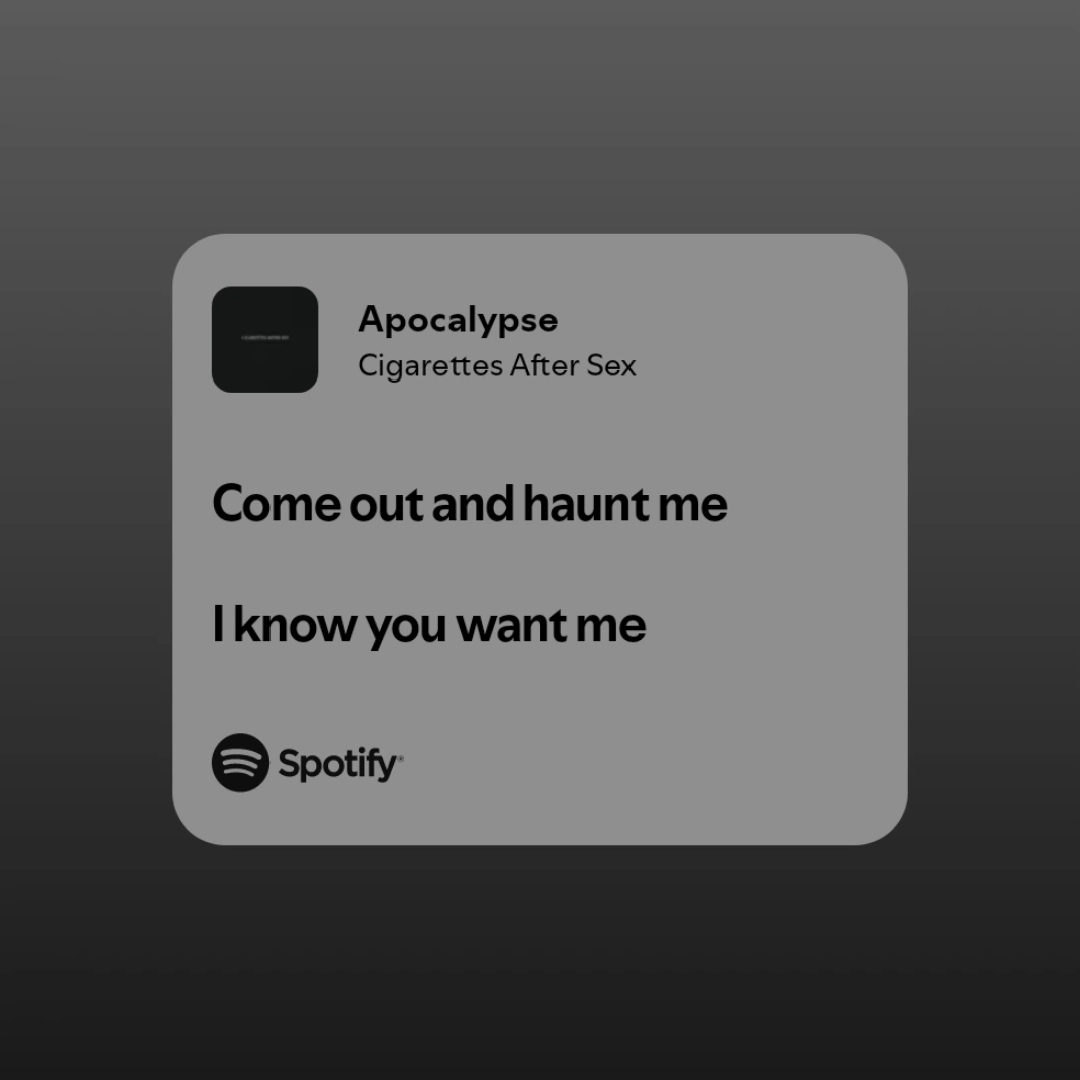 Apocalypse
Cigarettes After Sex
Come out and haunt me
I know you want me
Spotify®